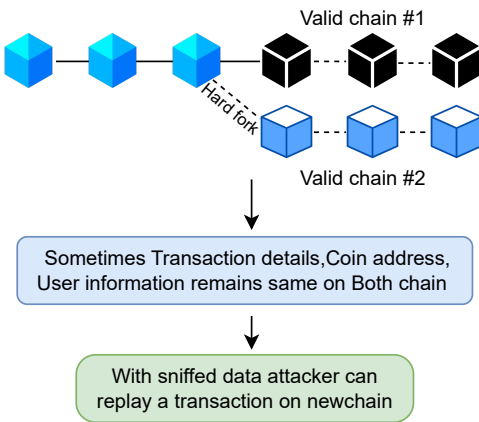 Valid chain #1
Hard fork
Valid chain #2
Sometimes Transaction details,Coin address,
User information remains same on Both chain
With sniffed data attacker can
replay a transaction on newchain